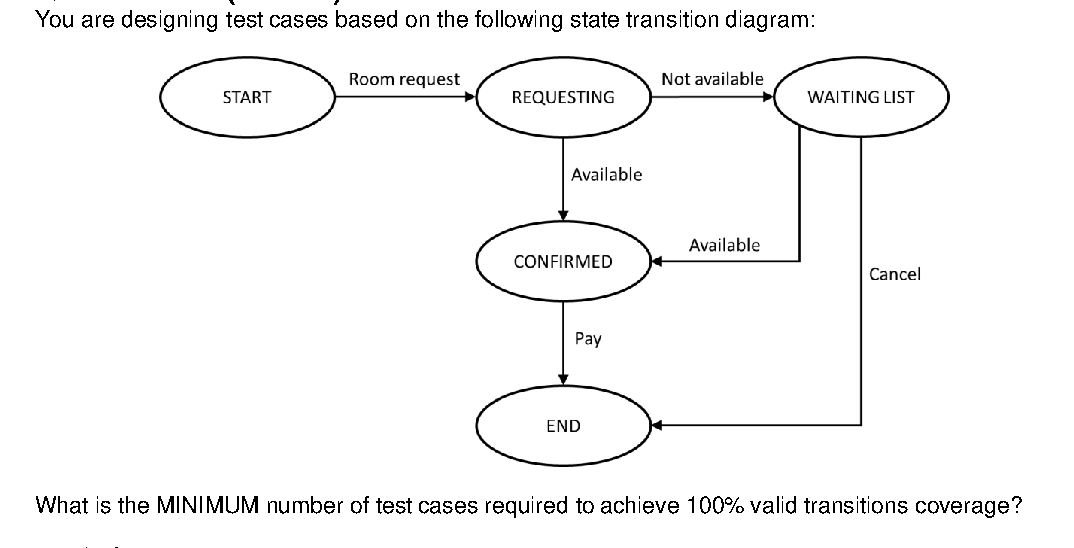 You are designing test cases based on the following state transition diagram:
START
Room request
REQUESTING
Not available
WAITING LIST
Available
CONFIRMED
Available
Cancel
Pay
END
What is the MINIMUM number of test cases required to achieve 100% valid transitions coverage?